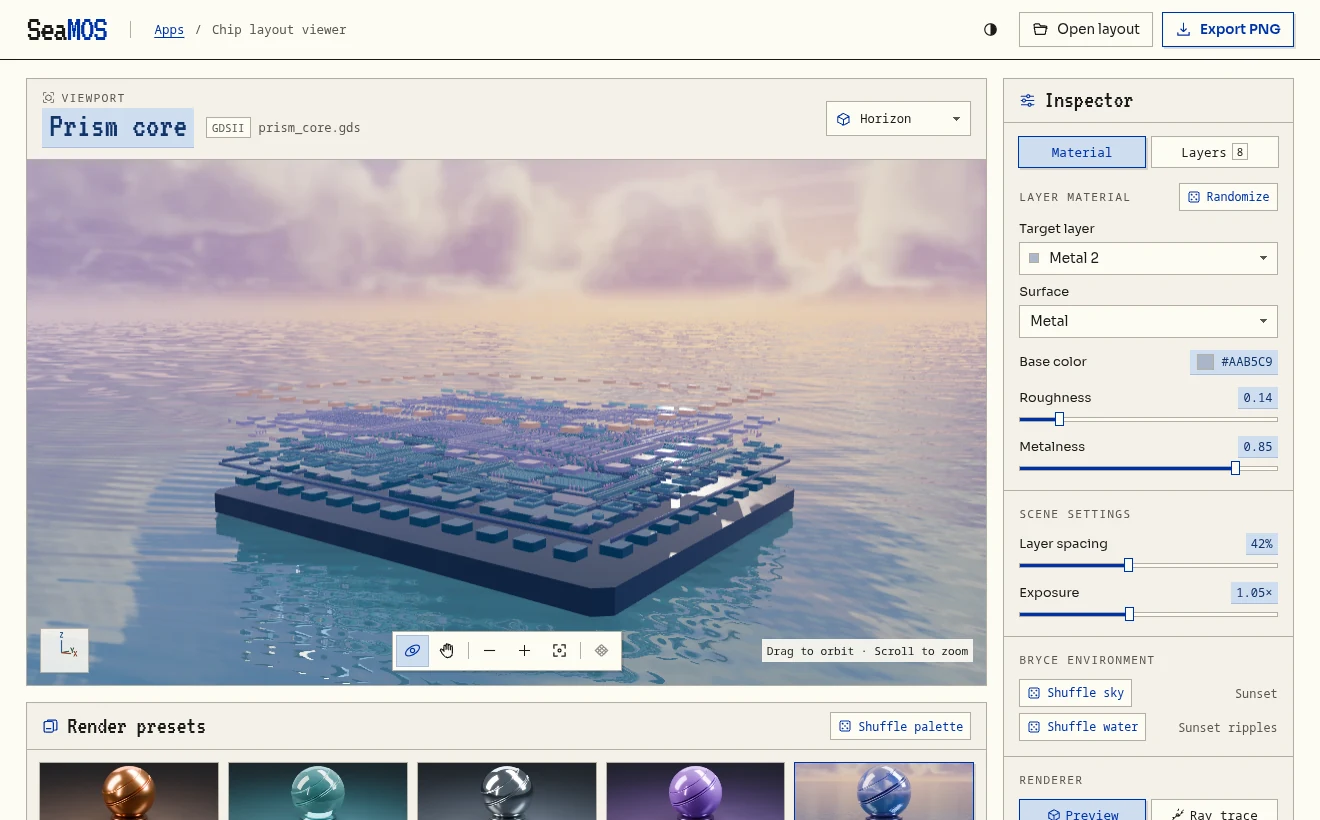 SeaMOS
Apps / Chip layout viewer
Open layout
Export PNG
VIEWPORT
Prism core GDSII prism_core.gds
Horizon
z
y x
Drag to orbit · Scroll to zoom
Render presets
Shuffle palette
Inspector
Material
Layers 8
LAYER MATERIAL
Randomize
Target layer
Metal 2
Surface
Metal
Base color #AAB5C9
Roughness 0.14
Metalness 0.85
SCENE SETTINGS
Layer spacing 42%
Exposure 1.05×
BRYCE ENVIRONMENT
Shuffle sky Sunset
Shuffle water Sunset ripples
RENDERER
Preview
Ray trace